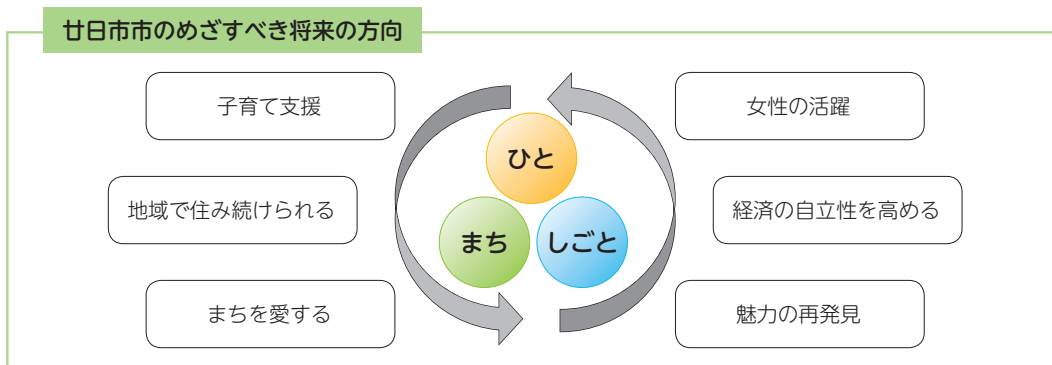 廿日市市のめざすべき将来の方向
子育て支援
地域で住み続けられる
まちを愛する
ひと
まち
しごと
女性の活躍
経済の自立性を高める
魅力の再発見